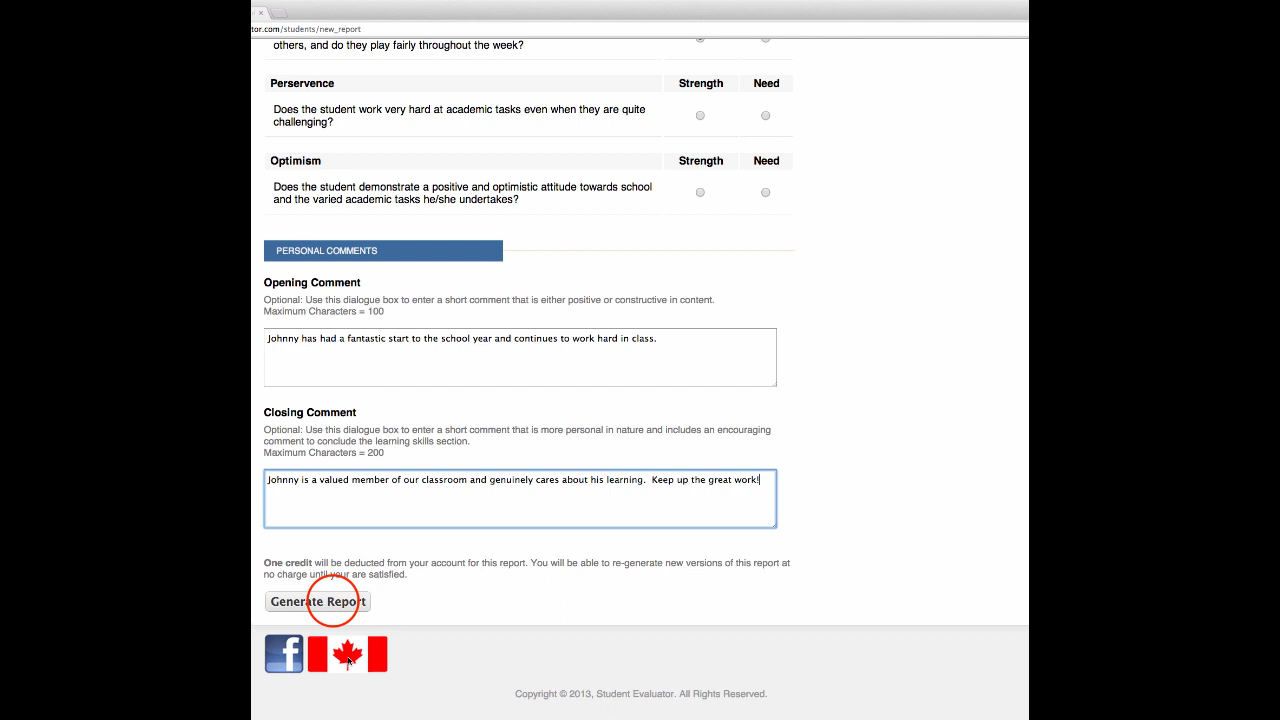 tor.com/students/new_report
others, and do they play fairly throughout the week?
Perservence Strength Need
Does the student work very hard at academic tasks even when they are quite
challenging?
Optimism Strength Need
Does the student demonstrate a positive and optimistic attitude towards school
and the varied academic tasks he/she undertakes?
PERSONAL COMMENTS
Opening Comment
Optional: Use this dialogue box to enter a short comment that is either positive or constructive in content.
Maximum Characters = 100
Johnny has had a fantastic start to the school year and continues to work hard in class.
Closing Comment
Optional: Use this dialogue box to enter a short comment that is more personal in nature and includes an encouraging
comment to conclude the learning skills section.
Maximum Characters = 200
Johnny is a valued member of our classroom and genuinely cares about his learning.  Keep up the great work!
One credit will be deducted from your account for this report. You will be able to re-generate new versions of this report at
no charge until your are satisfied.
Generate Report
f
Copyright © 2013, Student Evaluator. All Rights Reserved.